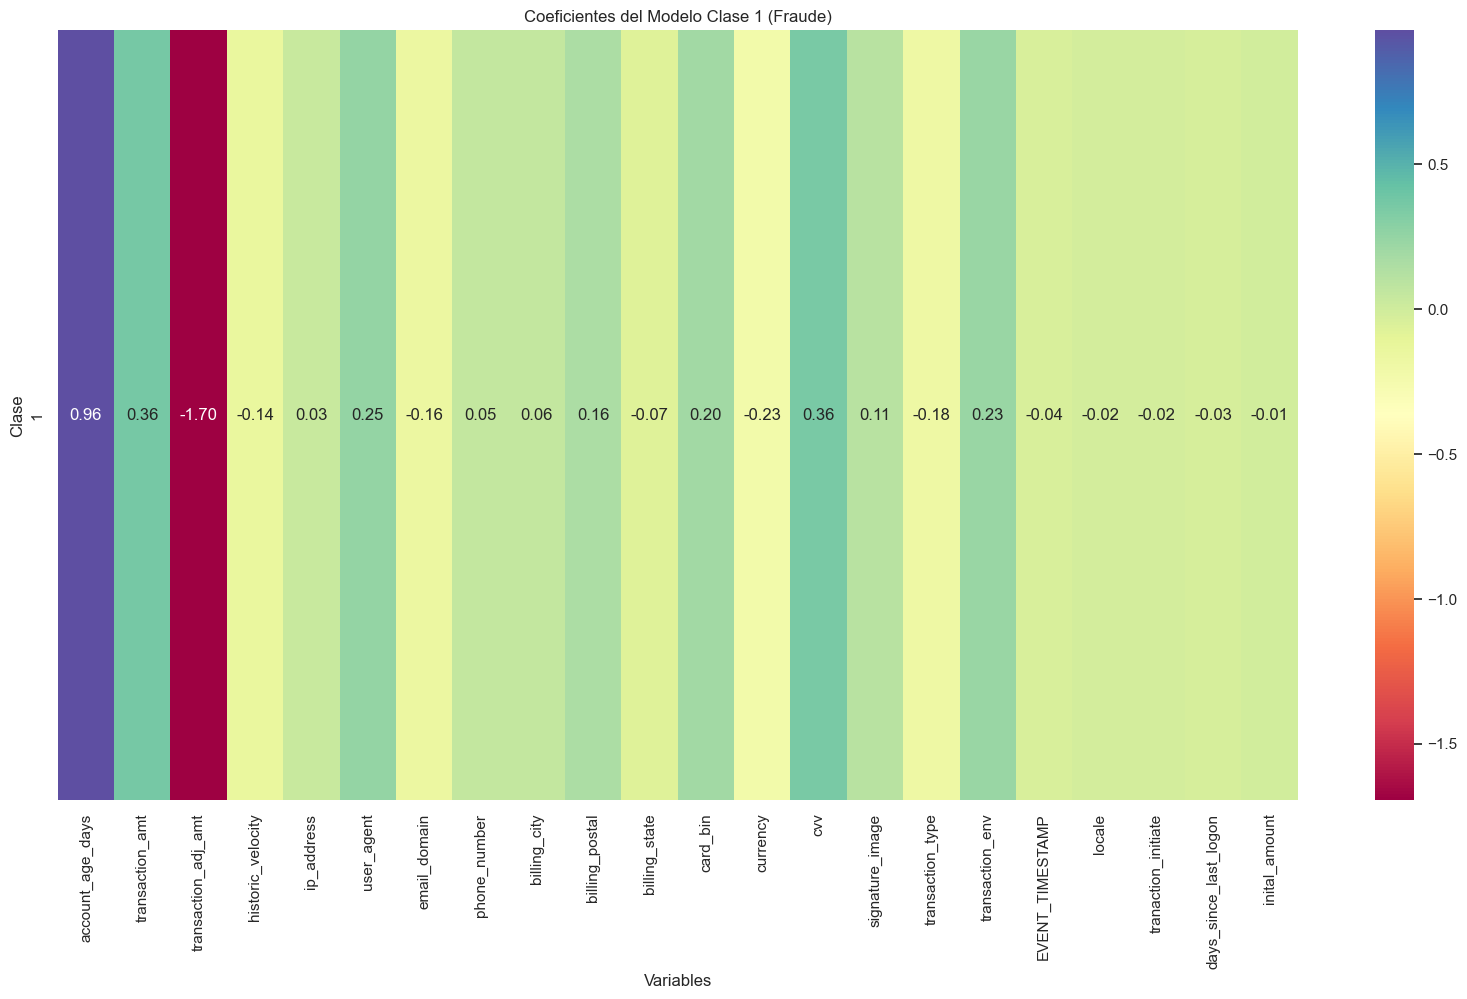 Coeficientes del Modelo Clase 1 (Fraude)
Clase
1
0.96 0.36 -1.70 -0.14 0.03 0.25 -0.16 0.05 0.06 0.16 -0.07 0.20 -0.23 0.36 0.11 -0.18 0.23 -0.04 -0.02 -0.02 -0.03 -0.01
account_age_days
transaction_amt
transaction_adj_amt
historic_velocity
ip_address
user_agent
email_domain
phone_number
billing_city
billing_postal
billing_state
card_bin
currency
cvv
signature_image
transaction_type
transaction_env
EVENT_TIMESTAMP
locale
tranaction_initiate
days_since_last_logon
inital_amount
Variables
0.5
0.0
−0.5
−1.0
−1.5